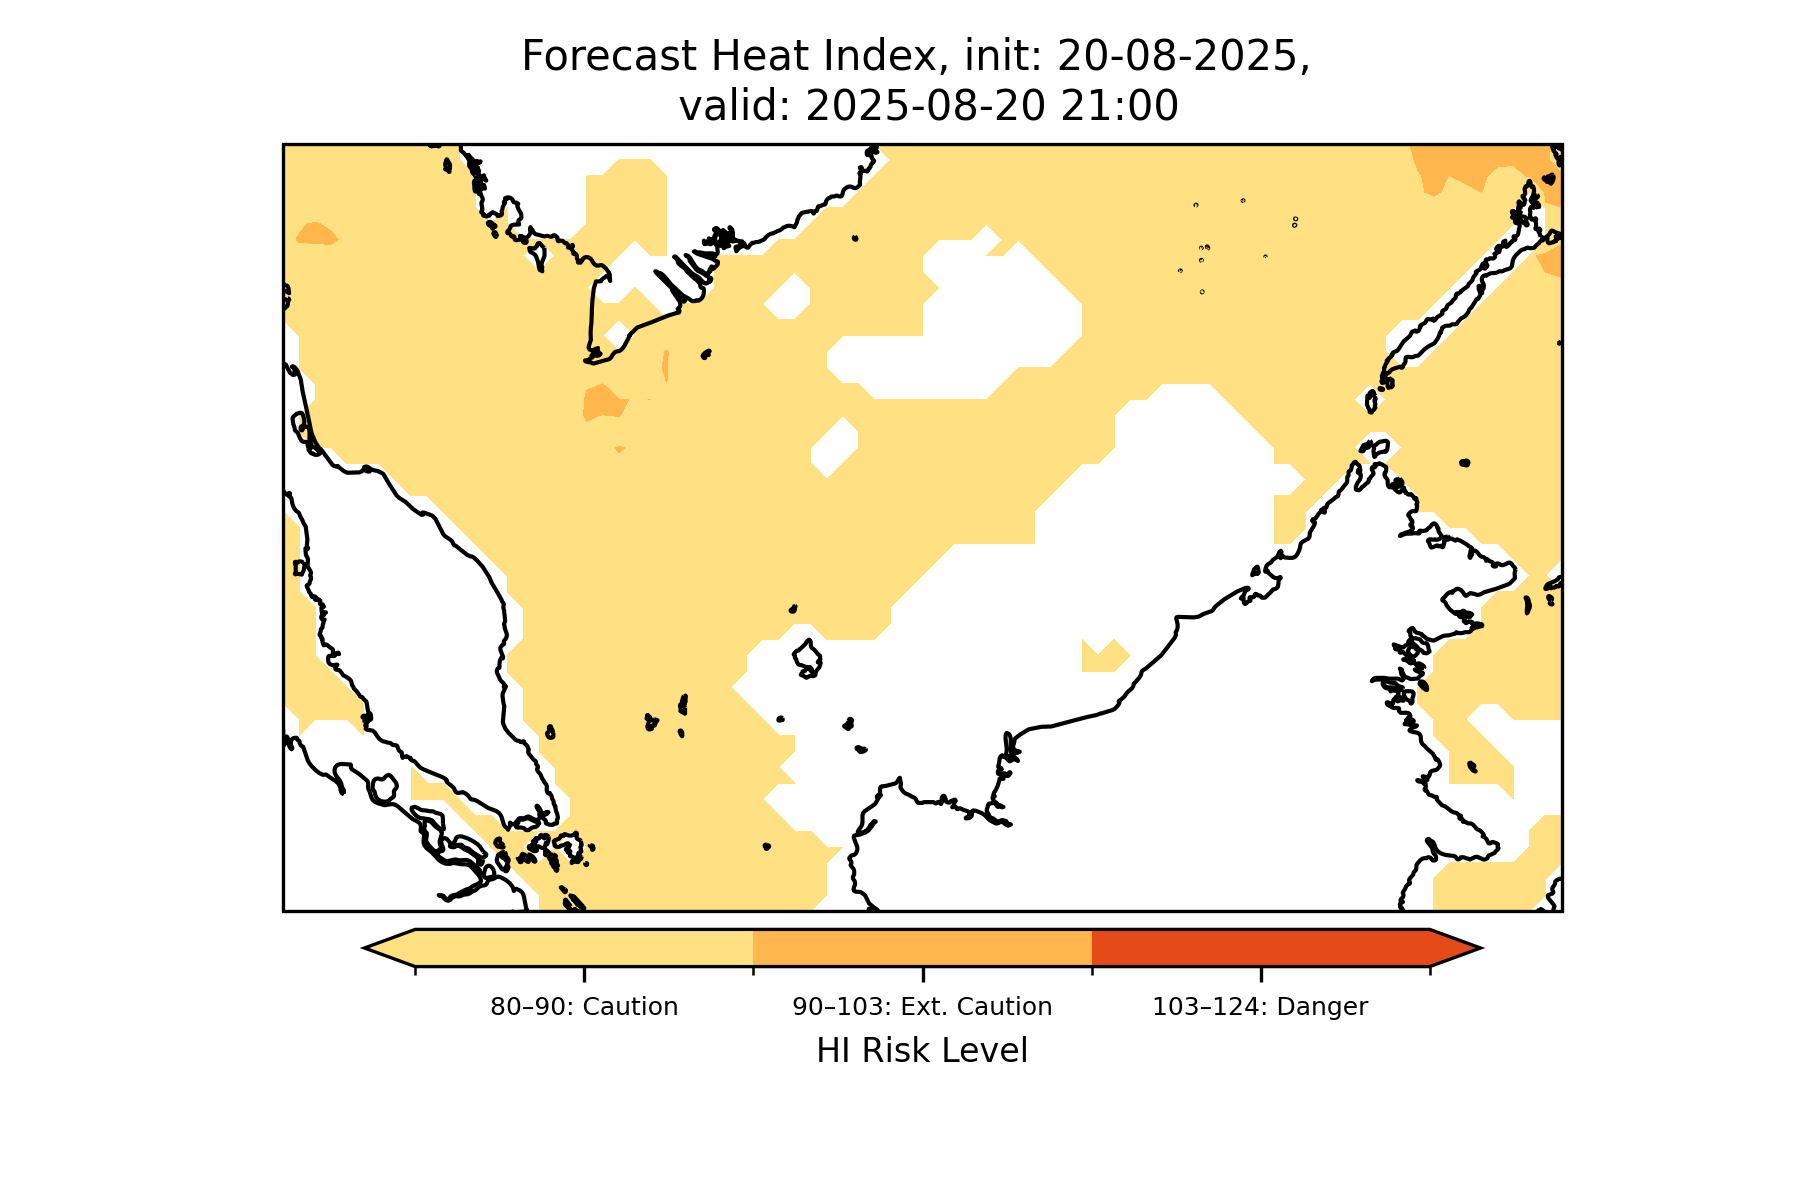 Forecast Heat Index, init: 20-08-2025,
valid: 2025-08-20 21:00
80–90: Caution
90–103: Ext. Caution
103–124: Danger
HI Risk Level